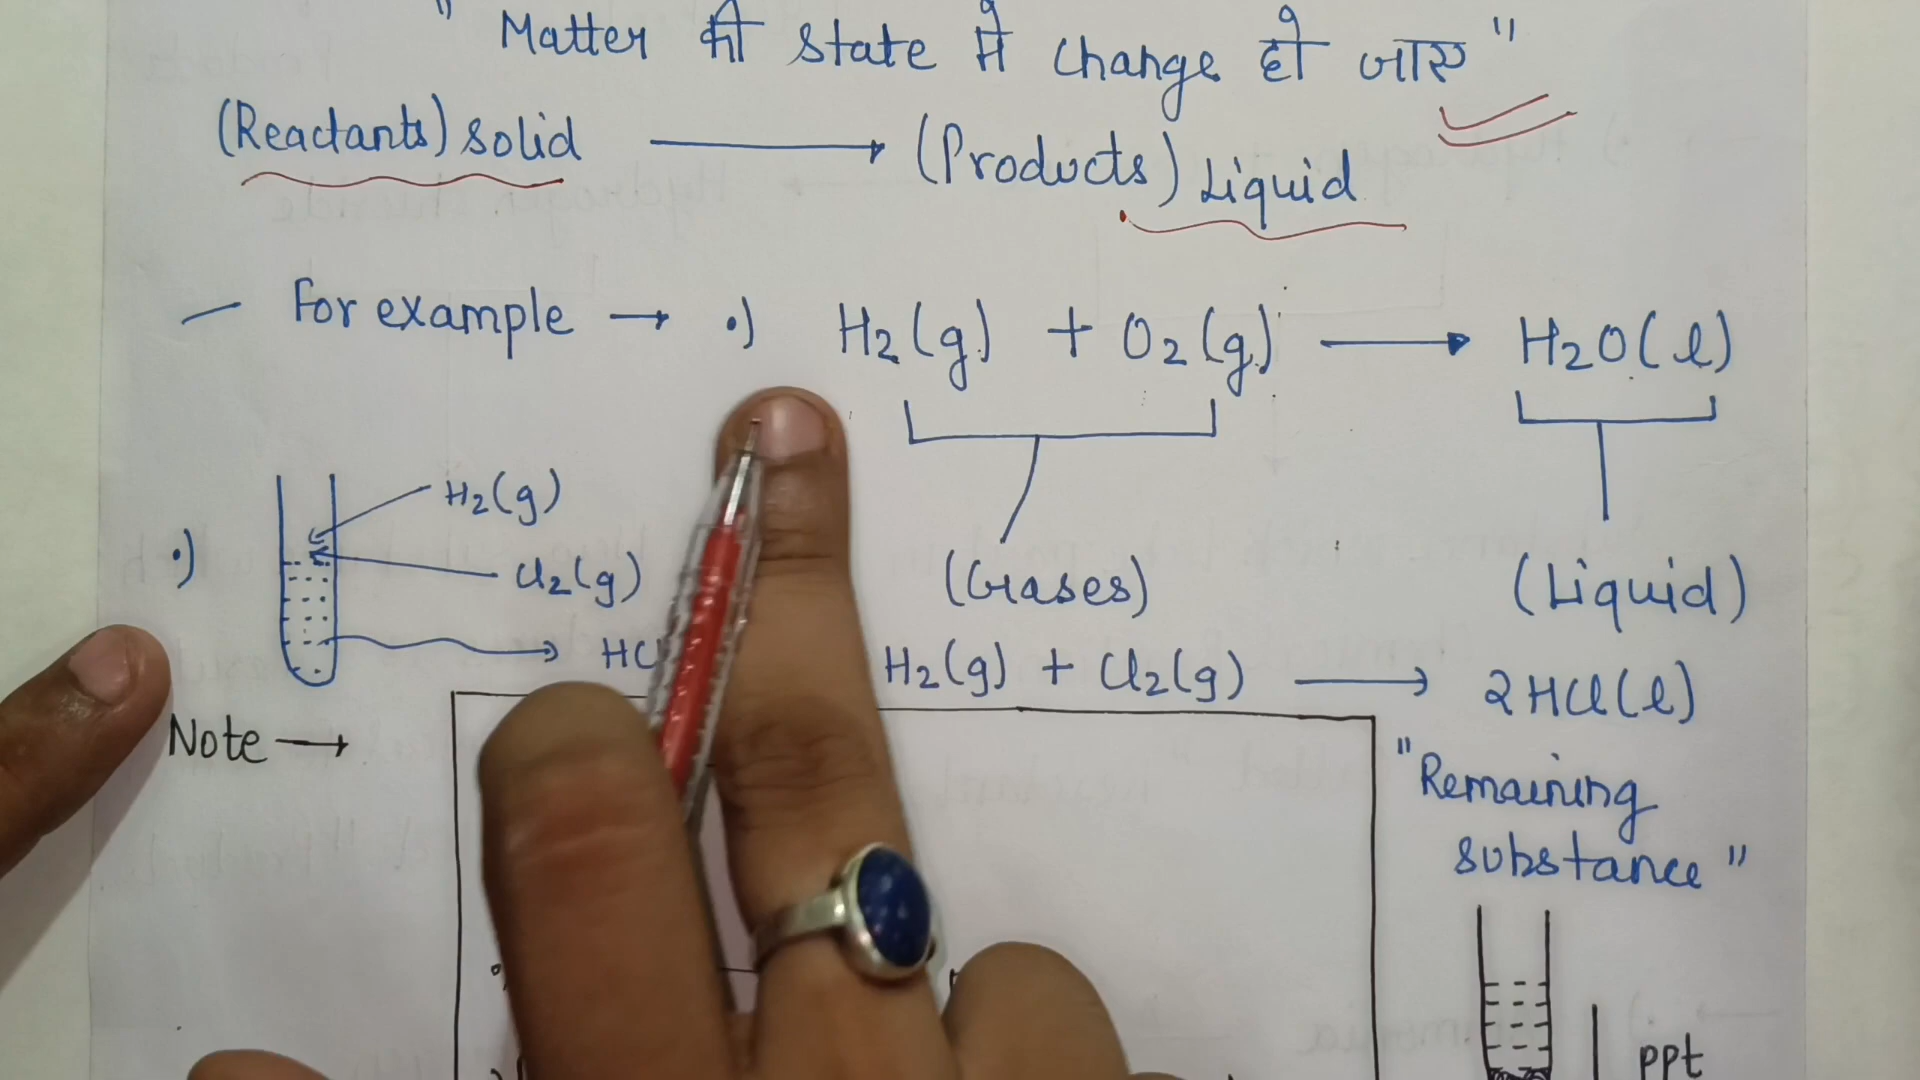 " Matter की state में change हो जाए "
(Reactants) solid → (Products) Liquid
— For example → •) H2(g) + O2(g) → H2O(l)
•) H2(g)
Cl2(g)
(Gases) (Liquid)
H2(g) + Cl2(g) → 2HCl(l)
Note →
"Remaining
substance"
ppt